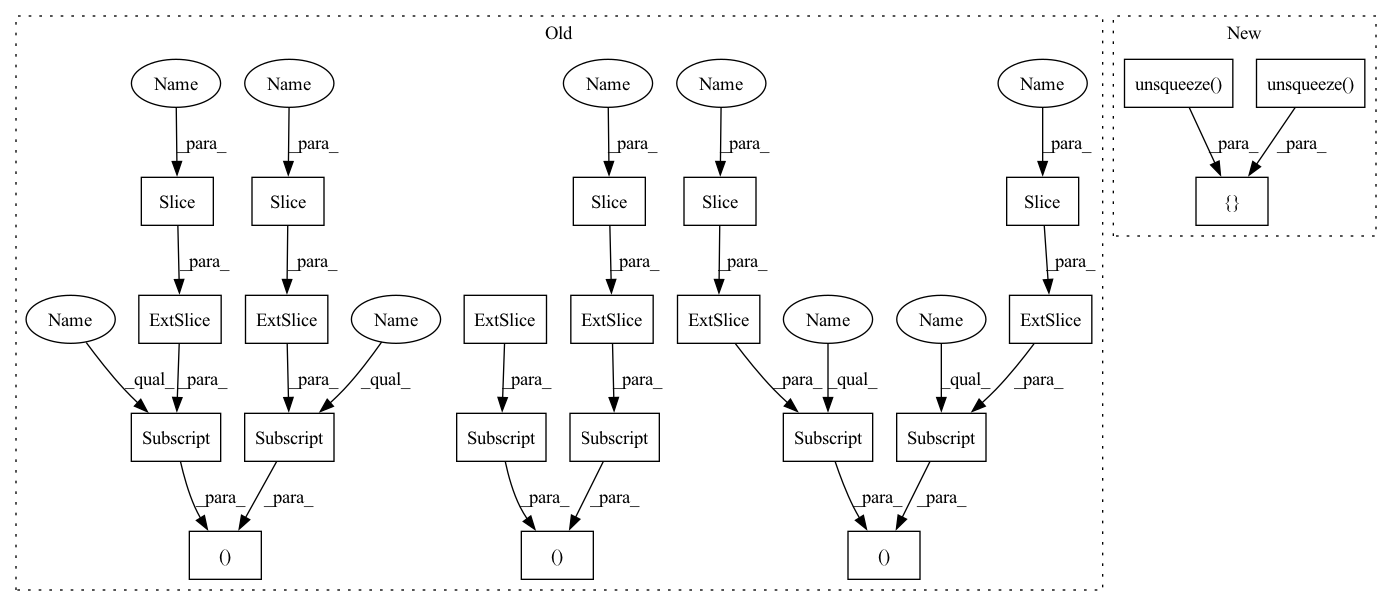 Old
New
Name
Name
Name
Name
Name
unsqueeze()
unsqueeze()
_para_
_para_
_para_
_para_
_para_
_para_
_para_
Slice
Slice
Slice
Slice
Slice
{}
_para_
_para_
_para_
_para_
_para_
Name
ExtSlice
ExtSlice
Name
ExtSlice
ExtSlice
ExtSlice
Name
Name
ExtSlice
_qual_
_para_
_para_
_qual_
_para_
_para_
_para_
_qual_
_qual_
_para_
Subscript
Subscript
Subscript
Subscript
Subscript
Subscript
_para_
_para_
_para_
_para_
_para_
_para_
()
()
()